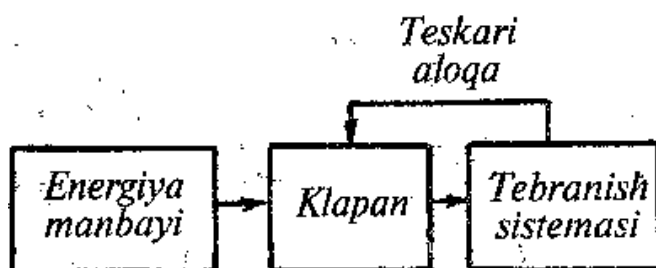 Teskari
aloqa
Energiya
manbayi
Klapan
Tebranish
sistemasi